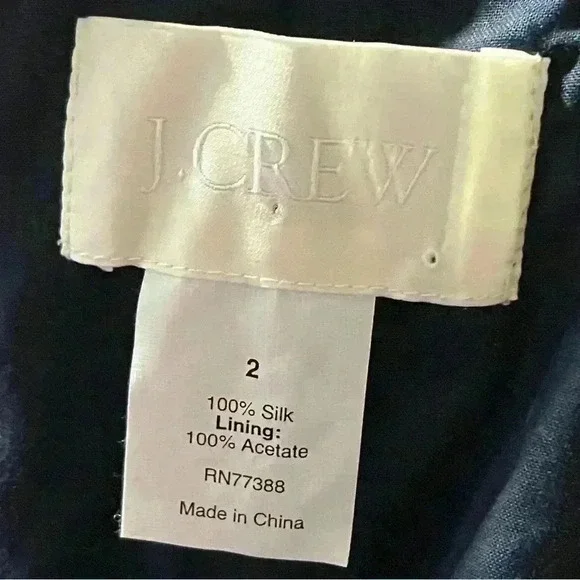 J.CREW
2
100% Silk
Lining:
100% Acetate
RN77388
Made in China